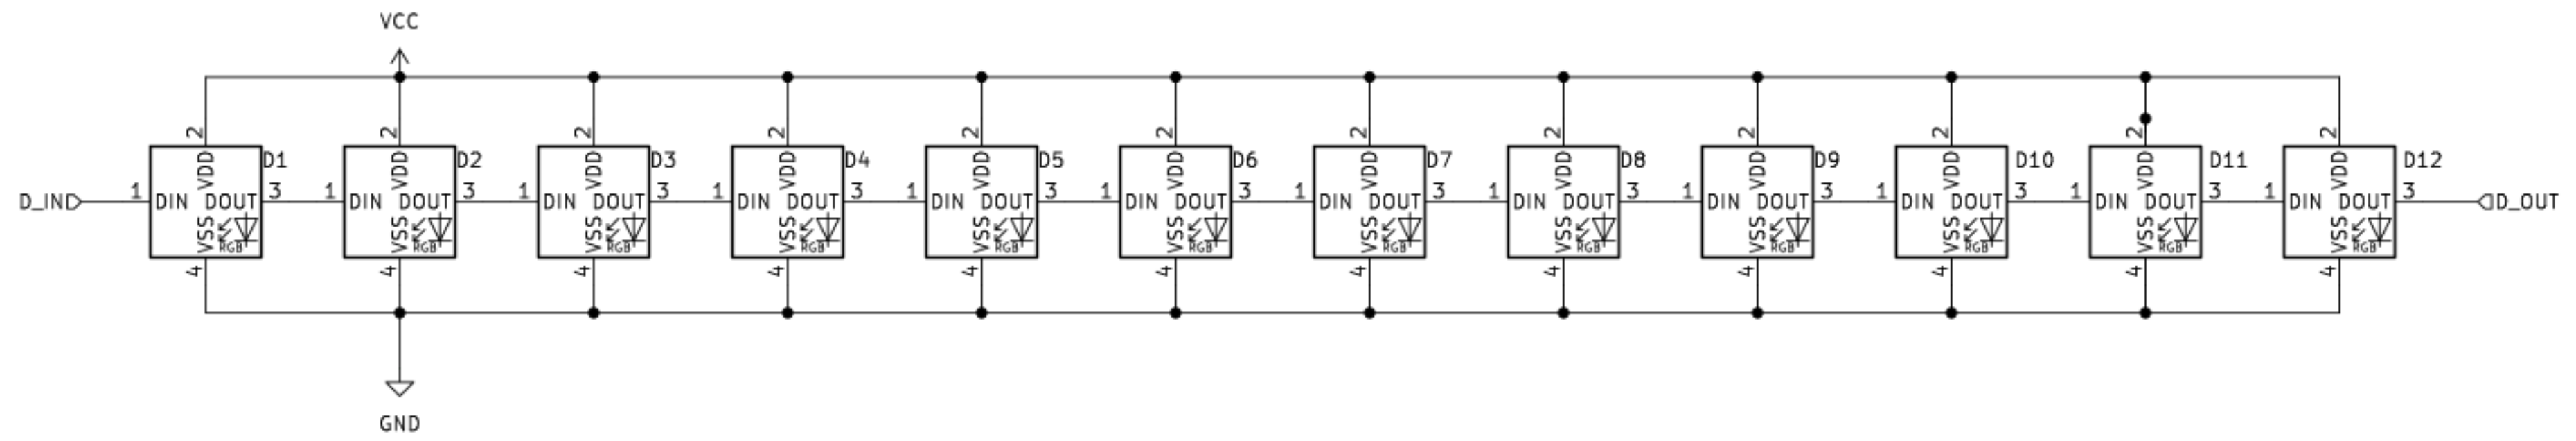 VCC
2 2 2 2 2 2 2 2 2 2 2 2
D1 D2 D3 D4 D5 D6 D7 D8 D9 D10 D11 D12
VDD VDD VDD VDD VDD VDD VDD VDD VDD VDD VDD VDD
D_IN 1 DIN DOUT 3 1 DIN DOUT 3 1 DIN DOUT 3 1 DIN DOUT 3 1 DIN DOUT 3 1 DIN DOUT 3 1 DIN DOUT 3 1 DIN DOUT 3 1 DIN DOUT 3 1 DIN DOUT 3 1 DIN DOUT 3 1 DIN DOUT 3 D_OUT
VSS RGB VSS RGB VSS RGB VSS RGB VSS RGB VSS RGB VSS RGB VSS RGB VSS RGB VSS RGB VSS RGB VSS RGB
4 4 4 4 4 4 4 4 4 4 4 4
GND